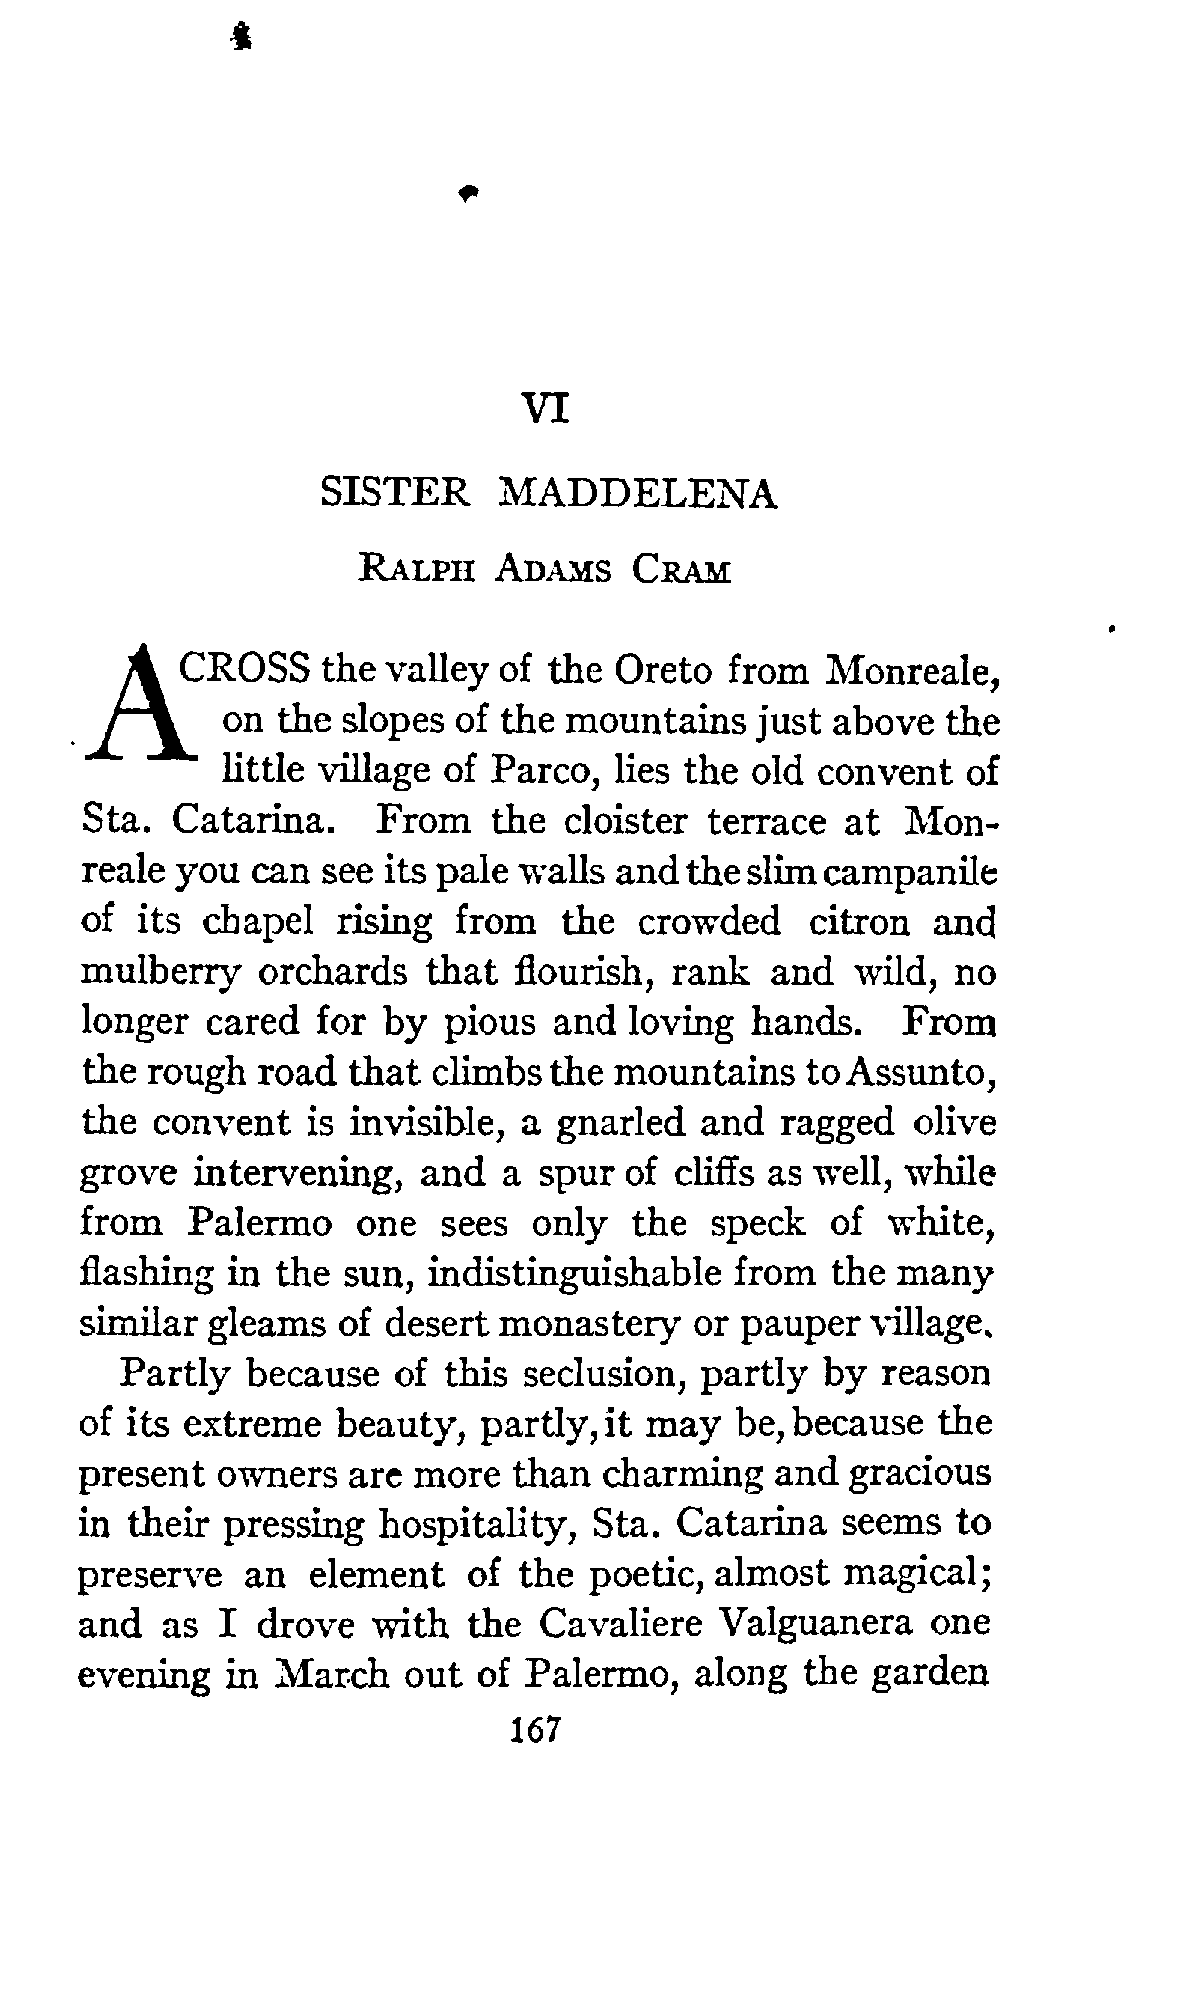 VI
SISTER MADDELENA
RALPH ADAMS CRAM
ACROSS the valley of the Oreto from Monreale,
on the slopes of the mountains just above the
little village of Parco, lies the old convent of
Sta. Catarina. From the cloister terrace at Mon-
reale you can see its pale walls and the slim campanile
of its chapel rising from the crowded citron and
mulberry orchards that flourish, rank and wild, no
longer cared for by pious and loving hands. From
the rough road that climbs the mountains to Assunto,
the convent is invisible, a gnarled and ragged olive
grove intervening, and a spur of cliffs as well, while
from Palermo one sees only the speck of white,
flashing in the sun, indistinguishable from the many
similar gleams of desert monastery or pauper village.
Partly because of this seclusion, partly by reason
of its extreme beauty, partly, it may be, because the
present owners are more than charming and gracious
in their pressing hospitality, Sta. Catarina seems to
preserve an element of the poetic, almost magical;
and as I drove with the Cavaliere Valguanera one
evening in March out of Palermo, along the garden
167